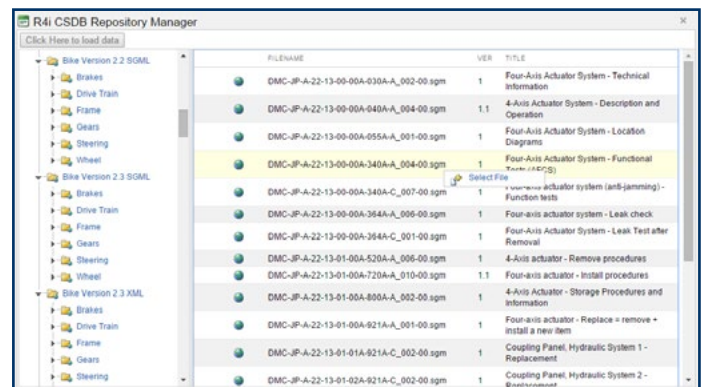 R4i CSDB Repository Manager
Click Here to load data
Bike Version 2.2 SGML
Brakes
Drive Train
Frame
Gears
Steering
Wheel
Bike Version 2.3 SGML
Brakes
Drive Train
Frame
Gears
Steering
Wheel
Bike Version 2.3 XML
Brakes
Drive Train
Frame
Gears
Steering
FILENAME VER TITLE
DMC-JP-A-22-13-00-00A-030A-A_002-00.sgm 1 Four-Axis Actuator System - Technical
Information
DMC-JP-A-22-13-00-00A-040A-A_004-00.sgm 1.1 4-Axis Actuator System - Description and
Operation
DMC-JP-A-22-13-00-00A-055A-A_001-00.sgm 1 Four-Axis Actuator System - Location
Diagrams
DMC-JP-A-22-13-00-00A-340A-A_004-00.sgm 1 Four-Axis Actuator System - Functional
Tests (AFCS)
Select File
DMC-JP-A-22-13-00-00A-340A-C_007-00.sgm 1 Four-axis actuator system (anti-jamming) -
Function tests
DMC-JP-A-22-13-00-00A-364A-A_006-00.sgm 1 Four-axis actuator system - Leak check
DMC-JP-A-22-13-00-00A-364A-C_001-00.sgm 1 Four-Axis Actuator System - Leak Test after
Removal
DMC-JP-A-22-13-01-00A-520A-A_006-00.sgm 1 4-Axis actuator - Remove procedures
DMC-JP-A-22-13-01-00A-720A-A_010-00.sgm 1.1 Four-axis actuator - Install procedures
DMC-JP-A-22-13-01-00A-800A-A_002-00.sgm 1 4-Axis Actuator - Storage Procedures and
Information
DMC-JP-A-22-13-01-00A-921A-A_001-00.sgm 1 Four-axis actuator - Replace = remove +
install a new item
DMC-JP-A-22-13-01-01A-921A-C_002-00.sgm 1 Coupling Panel, Hydraulic System 1 -
Replacement
DMC-JP-A-22-13-01-02A-921A-C_002-00.sgm 1 Coupling Panel, Hydraulic System 2 -
Replacement